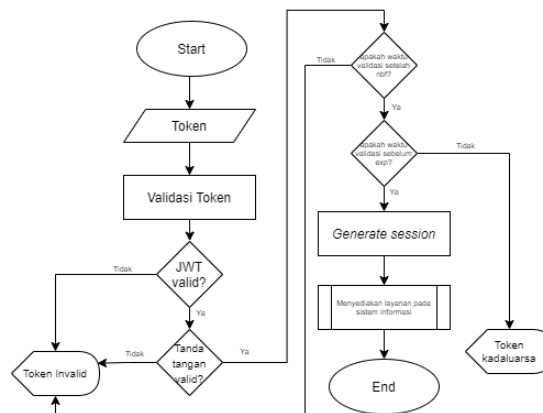 Start
Token
Validasi Token
JWT
valid?
Tidak
Ya
Tanda
tangan
valid?
Tidak
Ya
Token Invalid
apakah waktu
validasi setelah
nbf?
Tidak
Ya
apakah waktu
validasi sebelum
exp?
Tidak
Ya
Generate session
Menyediakan layanan pada
sistem informasi
End
Token
kadaluarsa